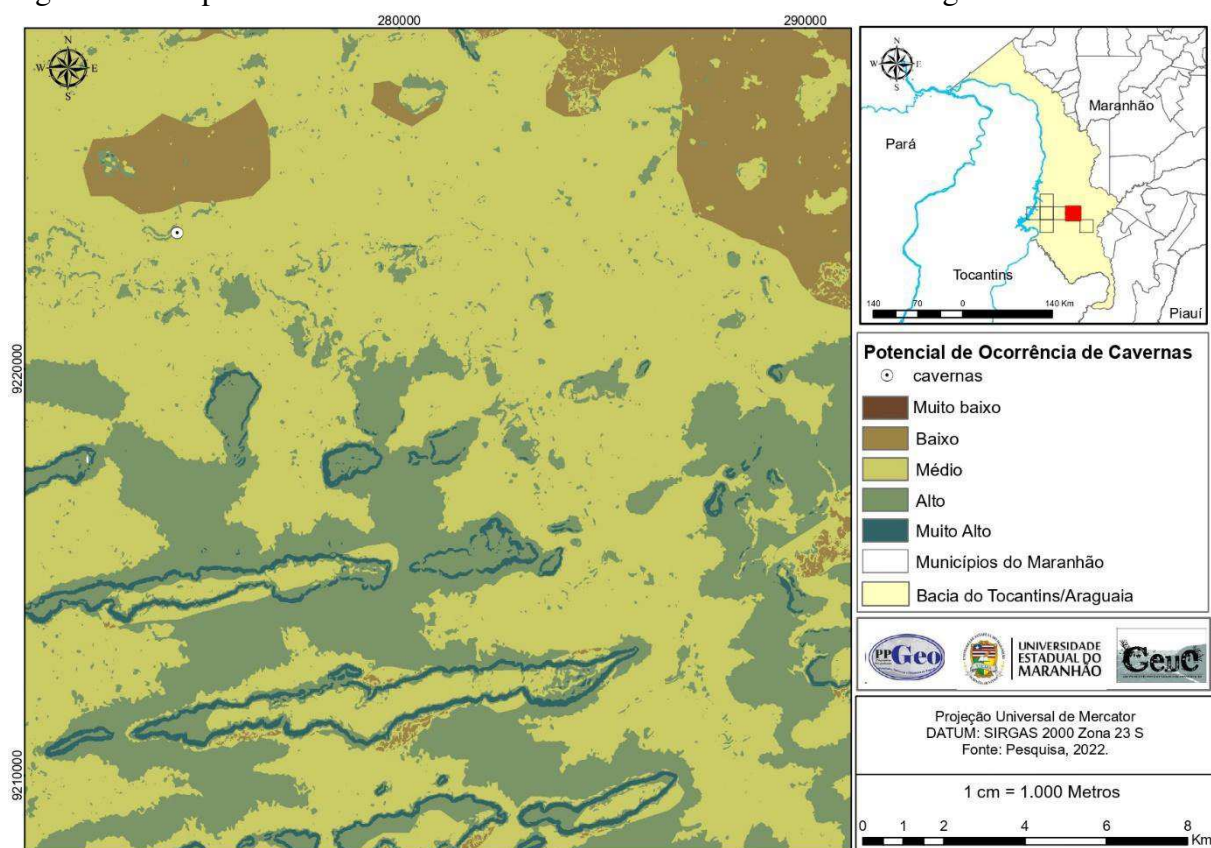 280000
290000
9220000
9210000
N
W E
S
N
W E
S
Maranhão
Pará
Tocantins
Piauí
140 70 0 140 Km
Potencial de Ocorrência de Cavernas
cavernas
Muito baixo
Baixo
Médio
Alto
Muito Alto
Municípios do Maranhão
Bacia do Tocantins/Araguaia
PPGeo
UNIVERSIDADE
ESTADUAL DO
MARANHÃO
GEUC
Projeção Universal de Mercator
DATUM: SIRGAS 2000 Zona 23 S
Fonte: Pesquisa, 2022.
1 cm = 1.000 Metros
0 1 2 4 6 8
Km